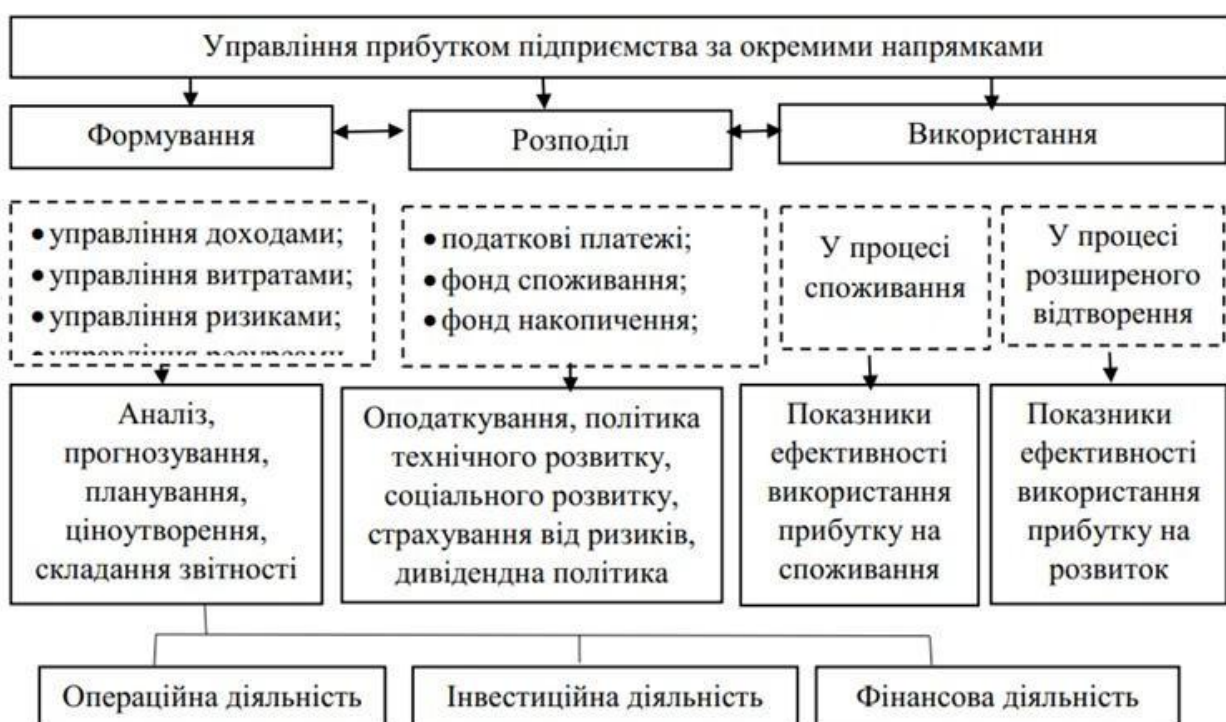 Управління прибутком підприємства за окремими напрямками
Формування
Розподіл
Використання
•управління доходами;
•управління витратами;
•управління ризиками;
•управління ресурсами
•податкові платежі;
•фонд споживання;
•фонд накопичення;
У процесі
споживання
У процесі
розширеного
відтворення
Аналіз,
прогнозування,
планування,
ціноутворення,
складання звітності
Оподаткування, політика
технічного розвитку,
соціального розвитку,
страхування від ризиків,
дивідендна політика
Показники
ефективності
використання
прибутку на
споживання
Показники
ефективності
використання
прибутку на
розвиток
Операційна діяльність
Інвестиційна діяльність
Фінансова діяльність